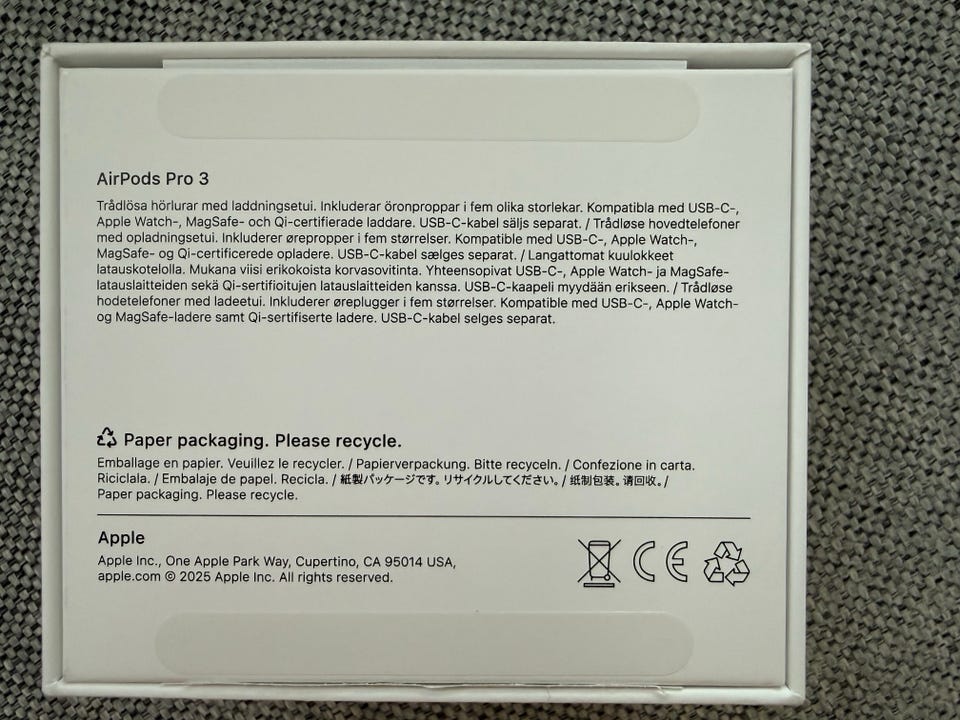 AirPods Pro 3
Trådlösa hörlurar med laddningsetui. Inkluderar öronproppar i fem olika storlekar. Kompatibla med USB-C-,
Apple Watch-, MagSafe- och Qi-certifierade laddare. USB-C-kabel säljs separat. / Trådløse hovedtelefoner
med opladningsetui. Inkluderer ørepropper i fem størrelser. Kompatible med USB-C-, Apple Watch-,
MagSafe- og Qi-certificerede opladere. USB-C-kabel sælges separat. / Langattomat kuulokkeet
latauskotelolla. Mukana viisi erikokoista korvasovitinta. Yhteensopivat USB-C-, Apple Watch- ja MagSafe-
latauslaitteiden sekä Qi-sertifioitujen latauslaitteiden kanssa. USB-C-kaapeli myydään erikseen. / Trådløse
hodetelefoner med ladeetui. Inkluderer øreplugger i fem størrelser. Kompatible med USB-C-, Apple Watch-
og MagSafe-ladere samt Qi-sertifiserte ladere. USB-C-kabel selges separat.
Paper packaging. Please recycle.
Emballage en papier. Veuillez le recycler. / Papierverpackung. Bitte recyceln. / Confezione in carta.
Riciclala. / Embalaje de papel. Recicla. / 紙製パッケージです。リサイクルしてください。/ 纸制包装。请回收。/
Paper packaging. Please recycle.
Apple
Apple Inc., One Apple Park Way, Cupertino, CA 95014 USA,
apple.com © 2025 Apple Inc. All rights reserved.
CE